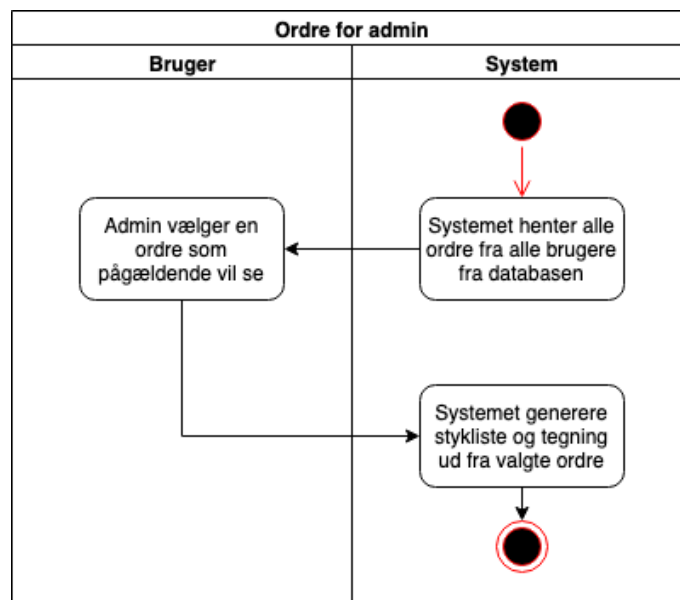 Ordre for admin
Bruger
System
Systemet henter alle
ordre fra alle brugere
fra databasen
Admin vælger en
ordre som
pågældende vil se
Systemet generere
stykliste og tegning
ud fra valgte ordre